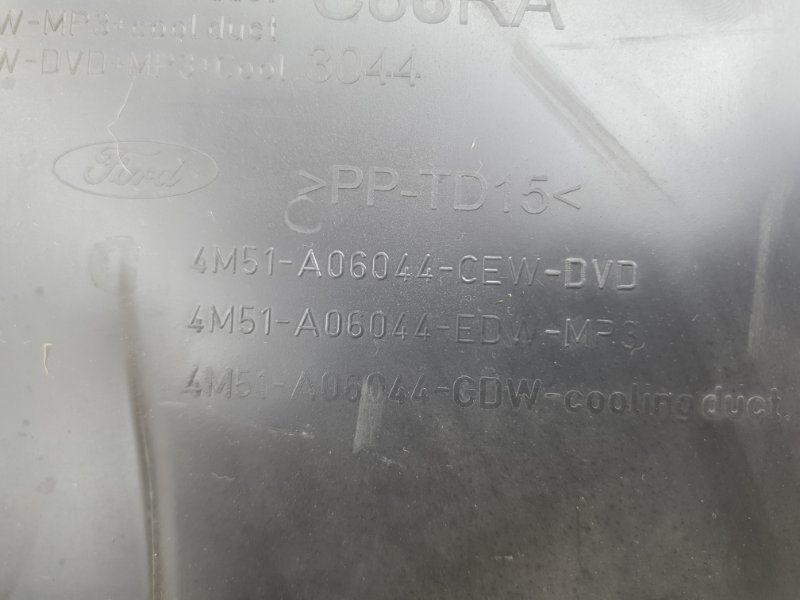 C86RA
W-MP3+cool duct
W-DVD+MP3+Cool 3044
Ford
>PP-TD15<
C
4M51-A06044-CEW-DVD
4M51-A06044-EDW-MP3
4M51-A06044-GDW-cooling duct